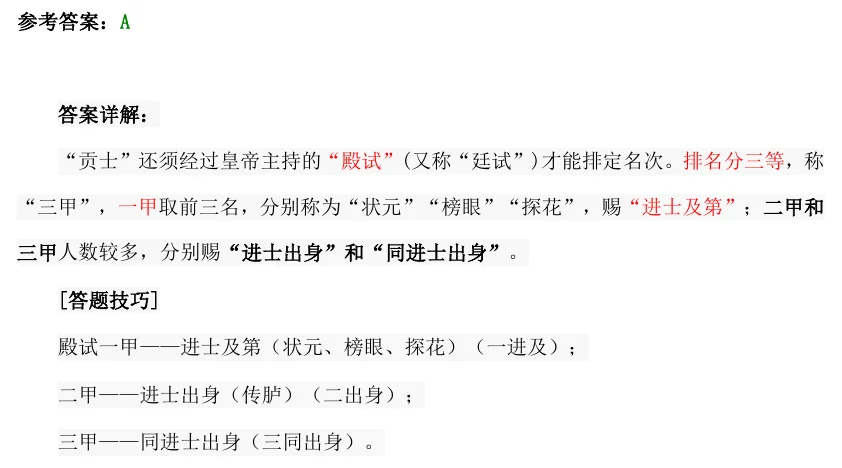 参考答案：A
答案详解：
“贡士”还须经过皇帝主持的“殿试”(又称“廷试”)才能排定名次。排名分三等，称
“三甲”，一甲取前三名，分别称为“状元”“榜眼”“探花”，赐“进士及第”；二甲和
三甲人数较多，分别赐“进士出身”和“同进士出身”。
[答题技巧]
殿试一甲——进士及第（状元、榜眼、探花）（一进及）；
二甲——进士出身（传胪）（二出身）；
三甲——同进士出身（三同出身）。